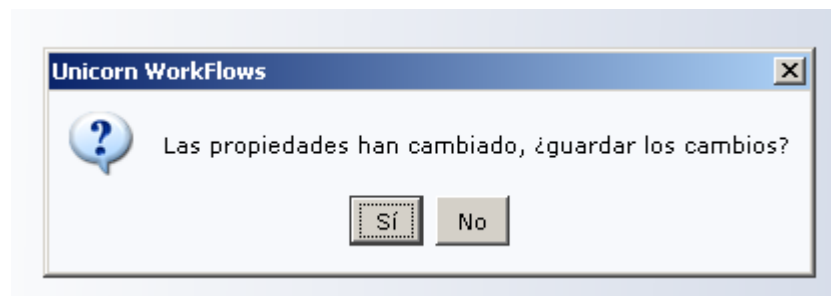 Unicorn WorkFlows
Las propiedades han cambiado, ¿guardar los cambios?
Sí No